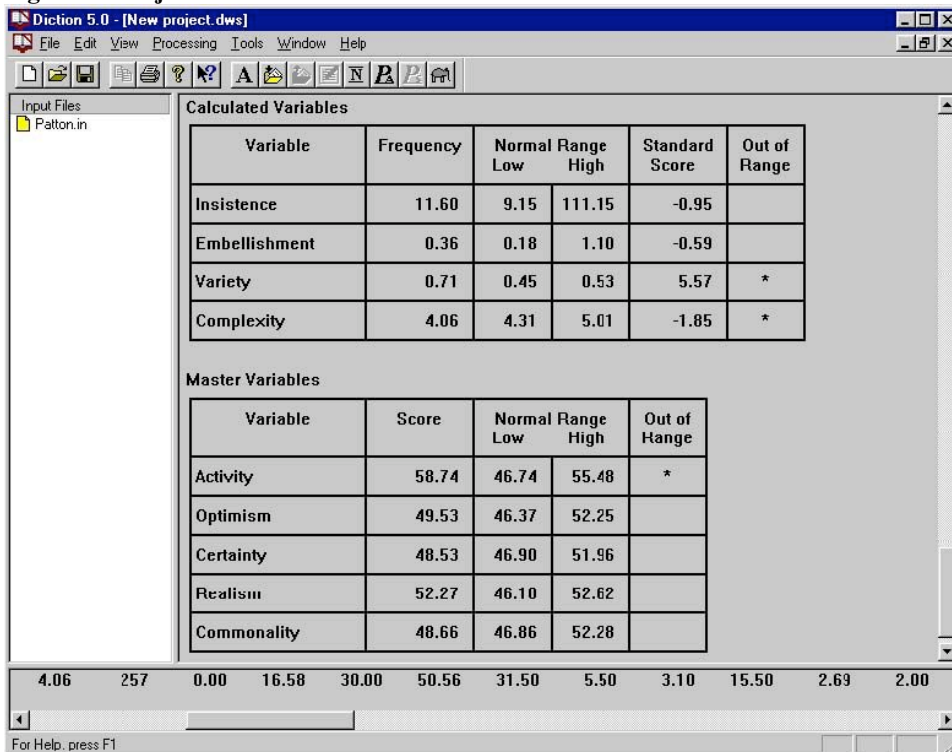 Diction 5.0 - [New project.dws]
File Edit View Processing Tools Window Help
A N B
Input Files
Patton.in
Calculated Variables
Variable Frequency Normal Range Standard Out of
Low High Score Range
Insistence 11.60 9.15 111.15 -0.95
Embellishment 0.36 0.18 1.10 -0.59
Variety 0.71 0.45 0.53 5.57 *
Complexity 4.06 4.31 5.01 -1.85 *
Master Variables
Variable Score Normal Range Out of
Low High Range
Activity 58.74 46.74 55.48 *
Optimism 49.53 46.37 52.25
Certainty 48.53 46.90 51.96
Realism 52.27 46.10 52.62
Commonality 48.66 46.86 52.28
4.06 257 0.00 16.58 30.00 50.56 31.50 5.50 3.10 15.50 2.69 2.00
For Help, press F1